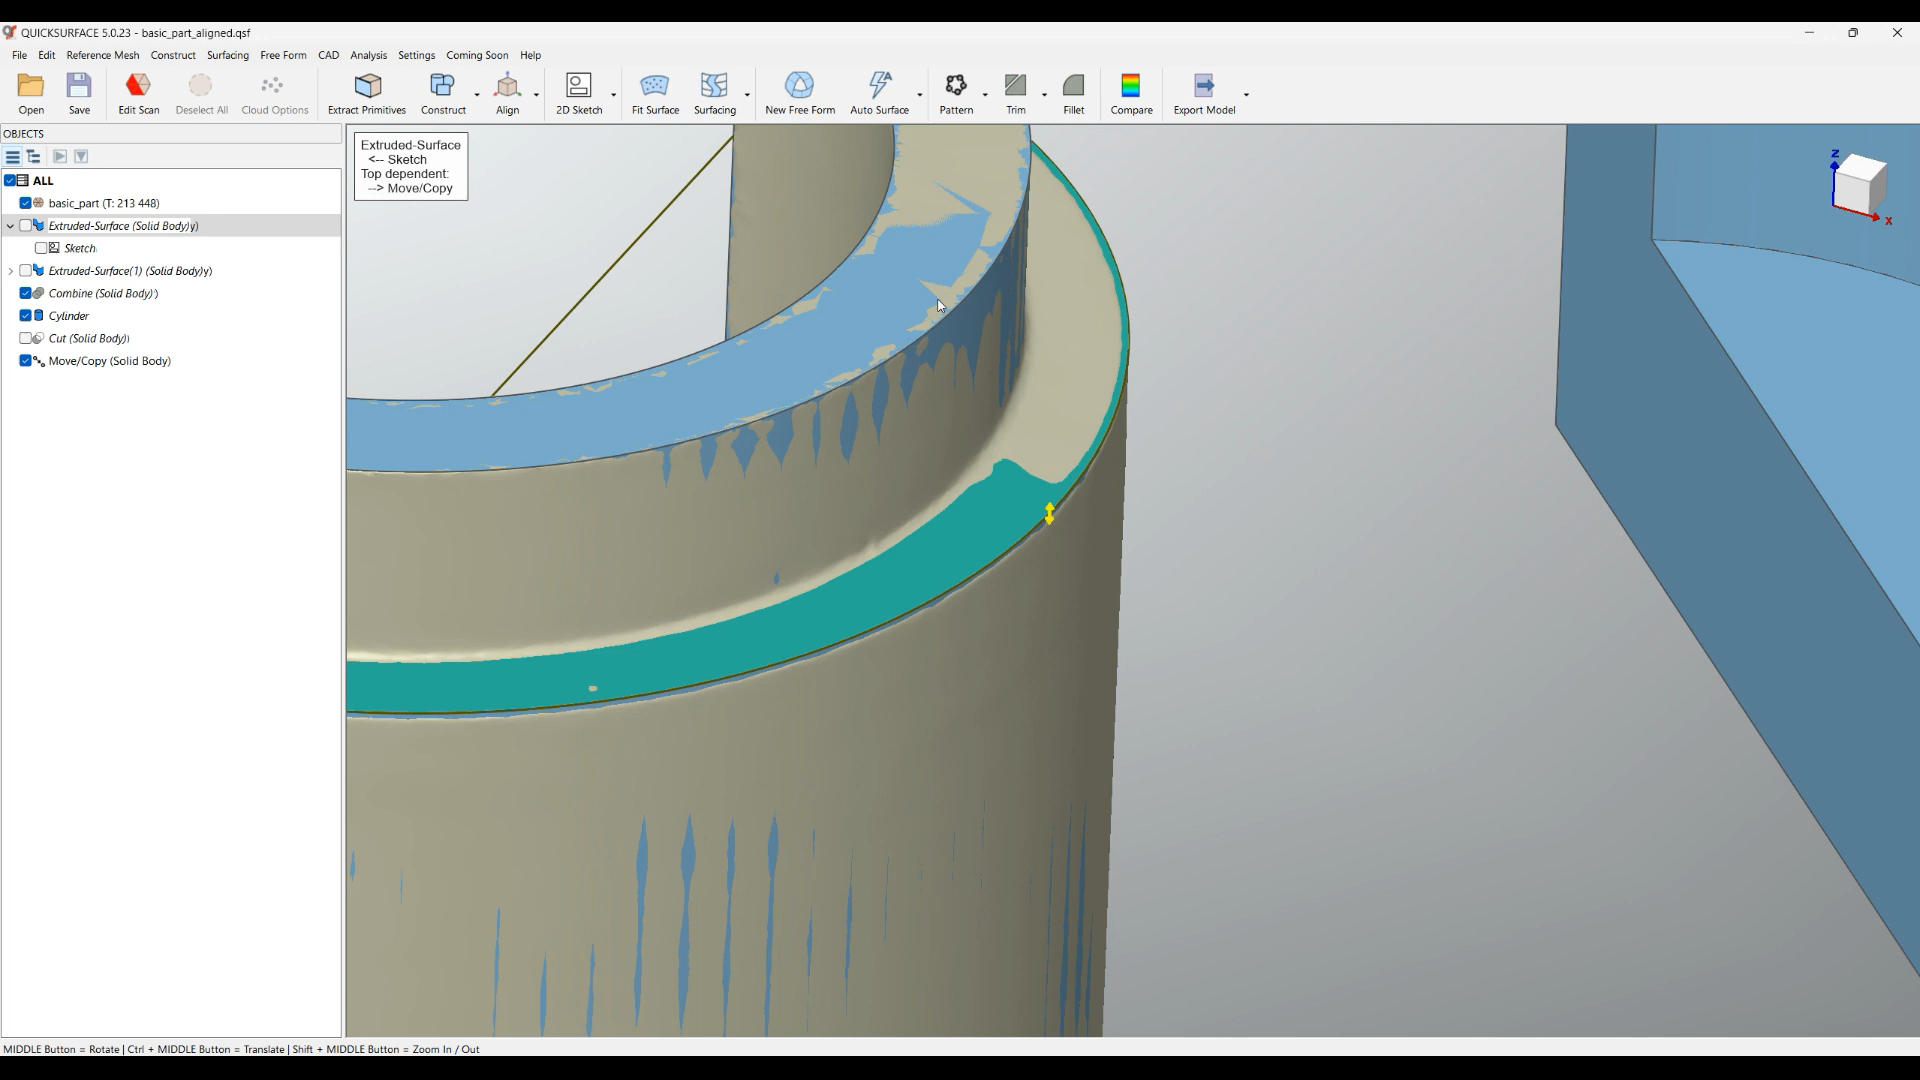 QUICKSURFACE 5.0.23 - basic_part_aligned.qsf
File Edit Reference Mesh Construct Surfacing Free Form CAD Analysis Settings Coming Soon Help
Open Save Edit Scan Deselect All Cloud Options Extract Primitives Construct Align 2D Sketch Fit Surface Surfacing New Free Form Auto Surface Pattern Trim Fillet Compare Export Model
OBJECTS
ALL
basic_part (T: 213 448)
Extruded-Surface (Solid Body)y)
Sketch
Extruded-Surface(1) (Solid Body)y)
Combine (Solid Body))
Cylinder
Cut (Solid Body))
Move/Copy (Solid Body)
Extruded-Surface
<-- Sketch
Top dependent:
--> Move/Copy
Z
X
MIDDLE Button = Rotate | Ctrl + MIDDLE Button = Translate | Shift + MIDDLE Button = Zoom In / Out